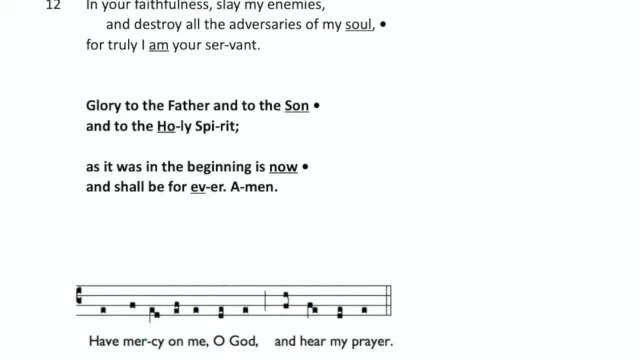 12 In your faithfulness, slay my enemies,
and destroy all the adversaries of my soul, •
for truly I am your ser-vant.
Glory to the Father and to the Son •
and to the Ho-ly Spi-rit;
as it was in the beginning is now •
and shall be for ev-er. A-men.
Have mer-cy on me, O God, and hear my prayer.